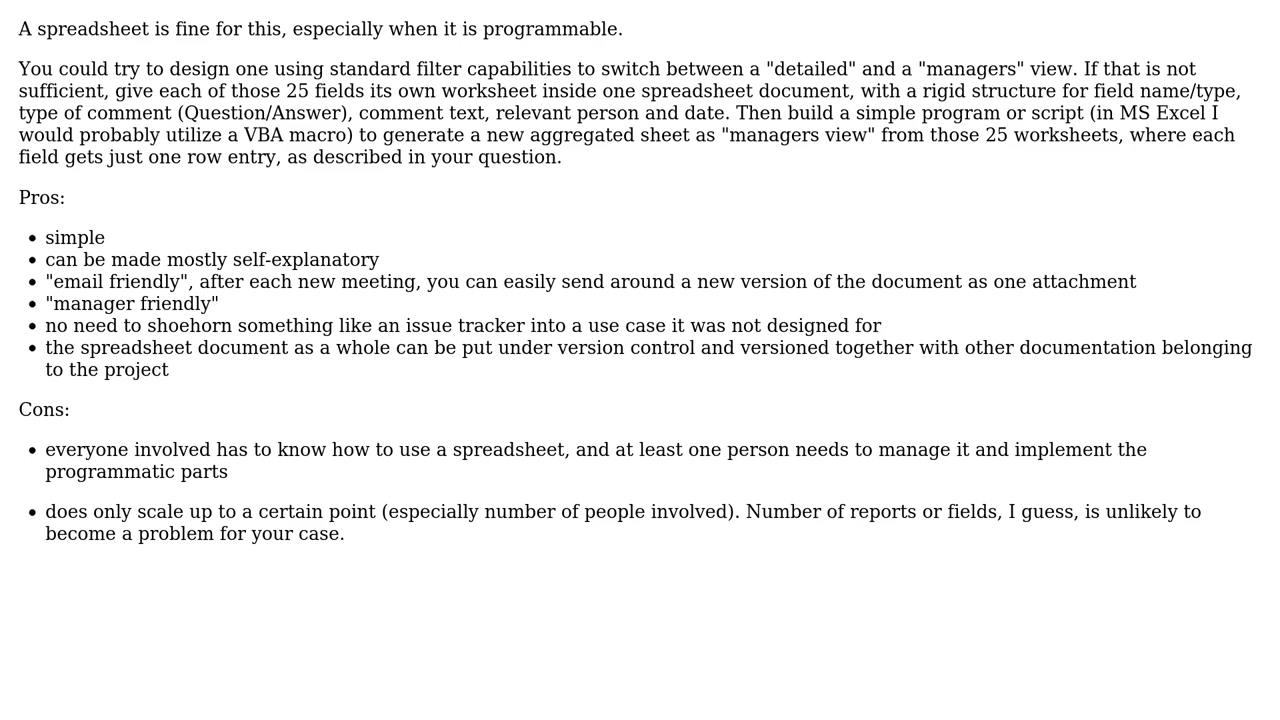 A spreadsheet is fine for this, especially when it is programmable.
You could try to design one using standard filter capabilities to switch between a "detailed" and a "managers" view. If that is not
sufficient, give each of those 25 fields its own worksheet inside one spreadsheet document, with a rigid structure for field name/type,
type of comment (Question/Answer), comment text, relevant person and date. Then build a simple program or script (in MS Excel I
would probably utilize a VBA macro) to generate a new aggregated sheet as "managers view" from those 25 worksheets, where each
field gets just one row entry, as described in your question.
Pros:
• simple
• can be made mostly self-explanatory
• "email friendly", after each new meeting, you can easily send around a new version of the document as one attachment
• "manager friendly"
• no need to shoehorn something like an issue tracker into a use case it was not designed for
• the spreadsheet document as a whole can be put under version control and versioned together with other documentation belonging
to the project
Cons:
• everyone involved has to know how to use a spreadsheet, and at least one person needs to manage it and implement the
programmatic parts
• does only scale up to a certain point (especially number of people involved). Number of reports or fields, I guess, is unlikely to
become a problem for your case.